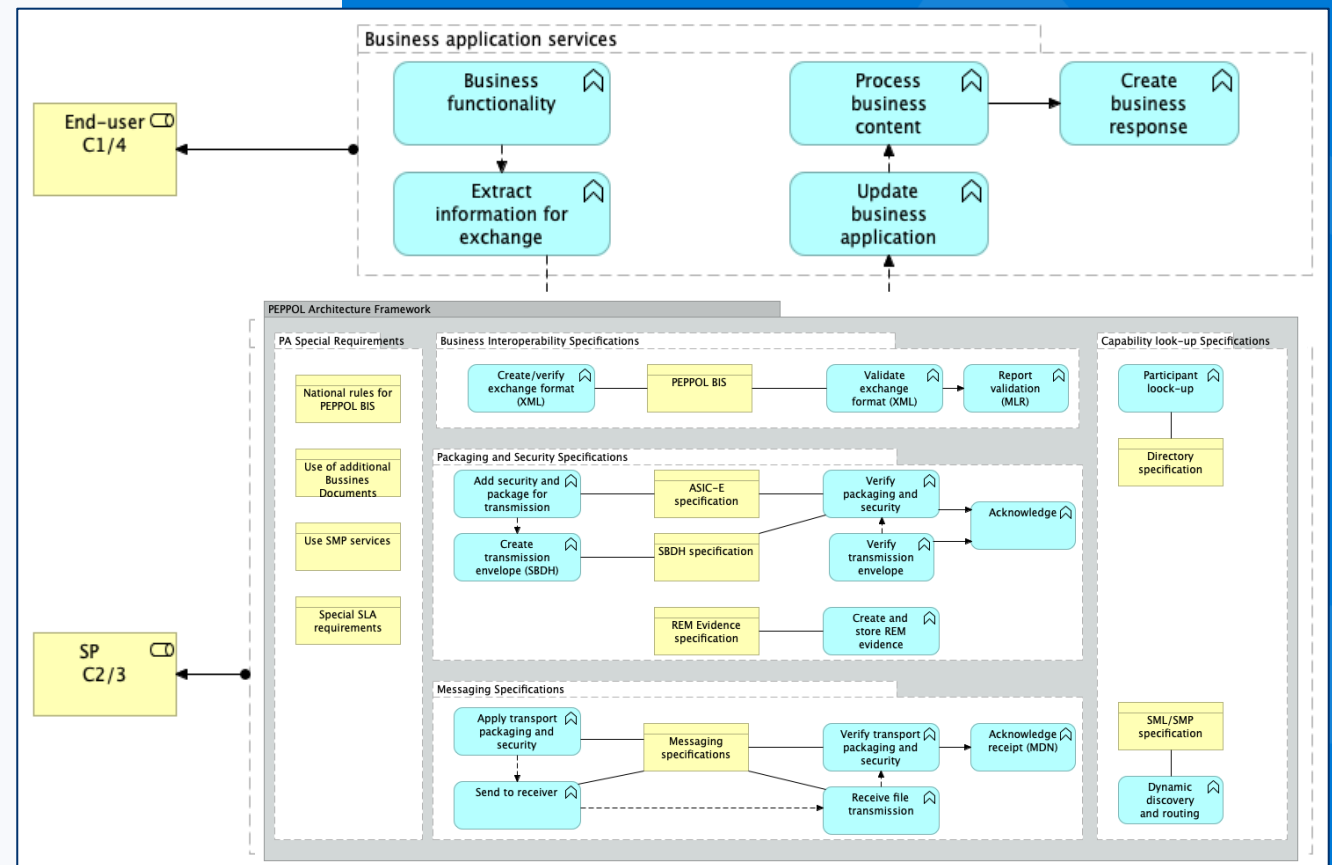 Business application services
Business
functionality
Process
business
content
Create
business
response
End-user
C1/4
Extract
information for
exchange
Update
business
application
PEPPOL Architecture Framework
PA Special Requirements
National rules for
PEPPOL BIS
Use of additional
Bussines
Documents
Use SMP services
Special SLA
requirements
SP
C2/3
Business Interoperability Specifications
Create/verify
exchange format
(XML)
PEPPOL BIS
Validate
exchange
format (XML)
Report
validation
(MLR)
Packaging and Security Specifications
Add security and
package for
transmission
ASIC-E
specification
Verify
packaging and
security
Acknowledge
Create
transmission
envelope (SBDH)
SBDH specification
Verify
transmission
envelope
REM Evidence
specification
Create and
store REM
evidence
Messaging Specifications
Apply transport
packaging and
security
Messaging
specifications
Verify transport
packaging and
security
Acknowledge
receipt (MDN)
Send to receiver
Receive file
transmission
Capability look-up Specifications
Participant
loock-up
Directory
specification
SML/SMP
specification
Dynamic
discovery
and routing